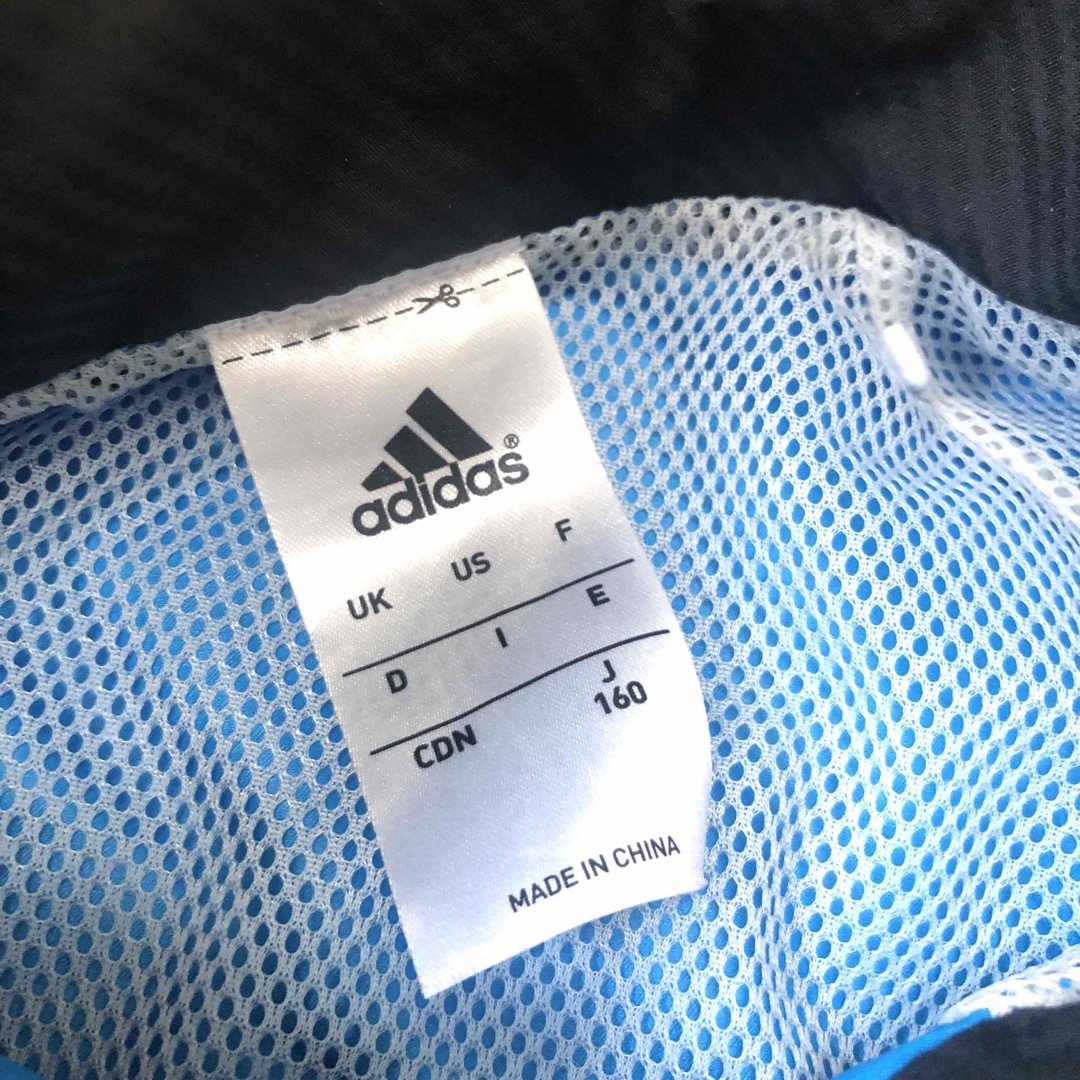 adidas®
UK US F
D I E
CDN J
160
MADE IN CHINA